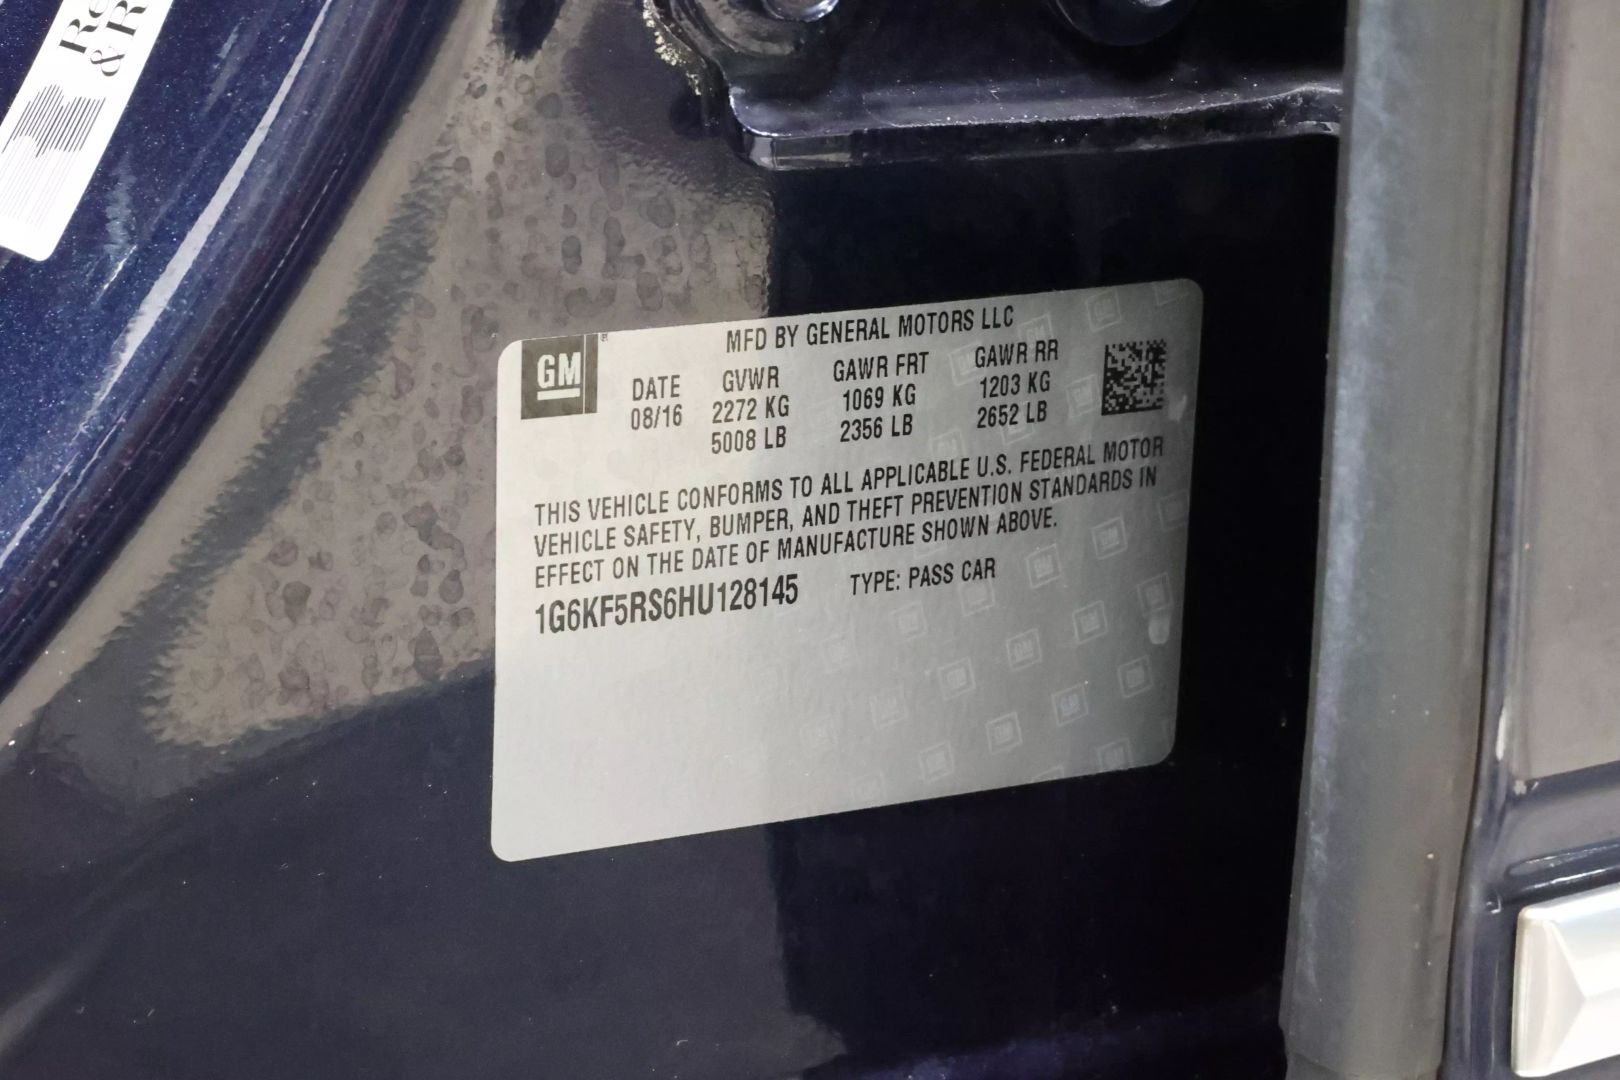 Re
& R
GM
MFD BY GENERAL MOTORS LLC
DATE GVWR GAWR FRT GAWR RR
08/16 2272 KG 1069 KG 1203 KG
5008 LB 2356 LB 2652 LB
THIS VEHICLE CONFORMS TO ALL APPLICABLE U.S. FEDERAL MOTOR
VEHICLE SAFETY, BUMPER, AND THEFT PREVENTION STANDARDS IN
EFFECT ON THE DATE OF MANUFACTURE SHOWN ABOVE.
1G6KF5RS6HU128145 TYPE: PASS CAR